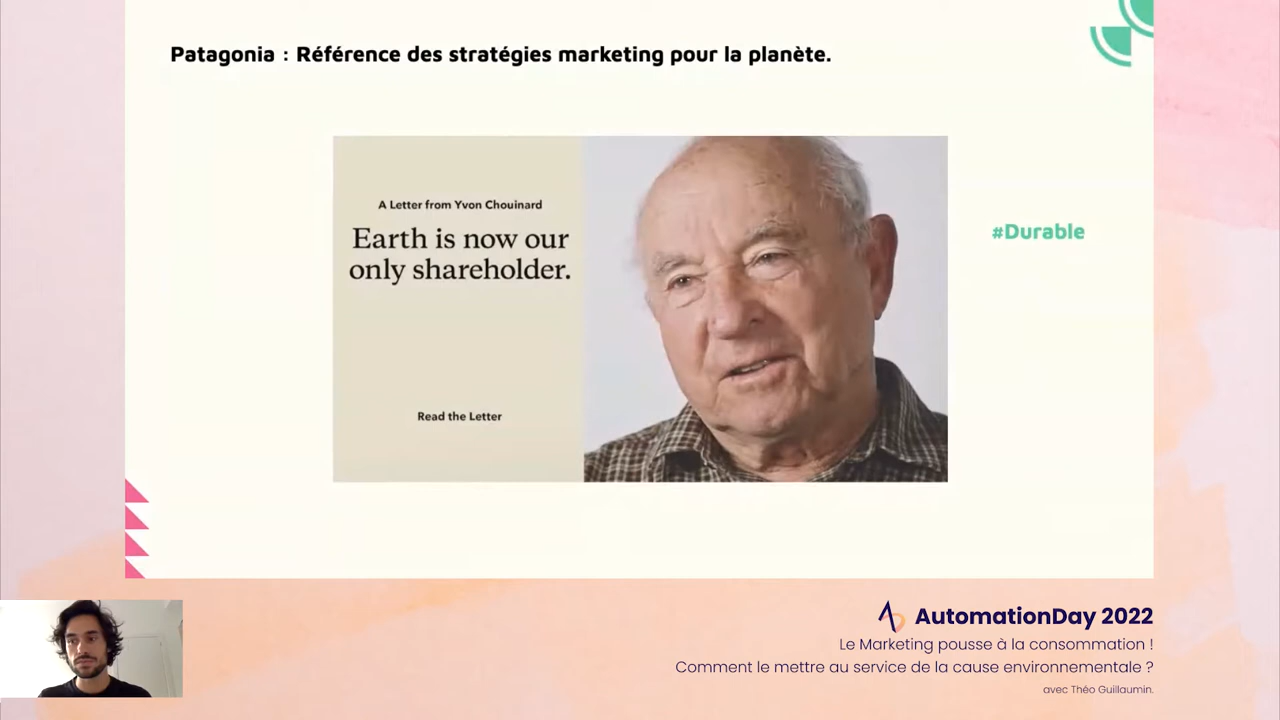 Patagonia : Référence des stratégies marketing pour la planète.
A Letter from Yvon Chouinard
Earth is now our
only shareholder.
Read the Letter
#Durable
AutomationDay 2022
Le Marketing pousse à la consommation !
Comment le mettre au service de la cause environnementale ?
avec Théo Guillaumin.